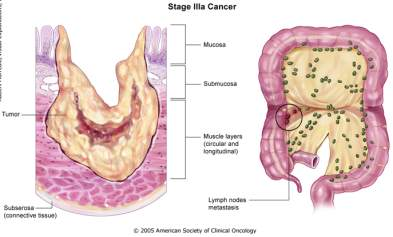 Stage IIIa Cancer
Mucosa
Submucosa
Tumor
Muscle layers
(circular and
longitudinal)
Lymph nodes
metastasis
Subserosa
(connective tissue)
© 2005 American Society of Clinical Oncology